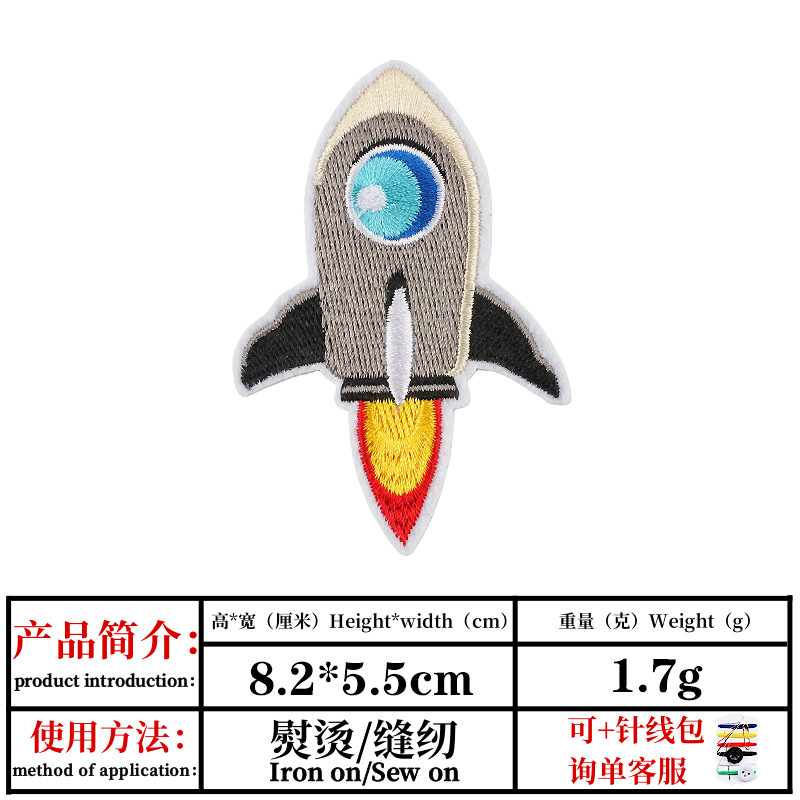 产品简介：
product introduction:
高*宽（厘米）Height*width（cm）
重量（克）Weight（g）
8.2*5.5cm
1.7g
使用方法：
method of application:
熨烫/缝纫
Iron on/Sew on
可+针线包
询单客服